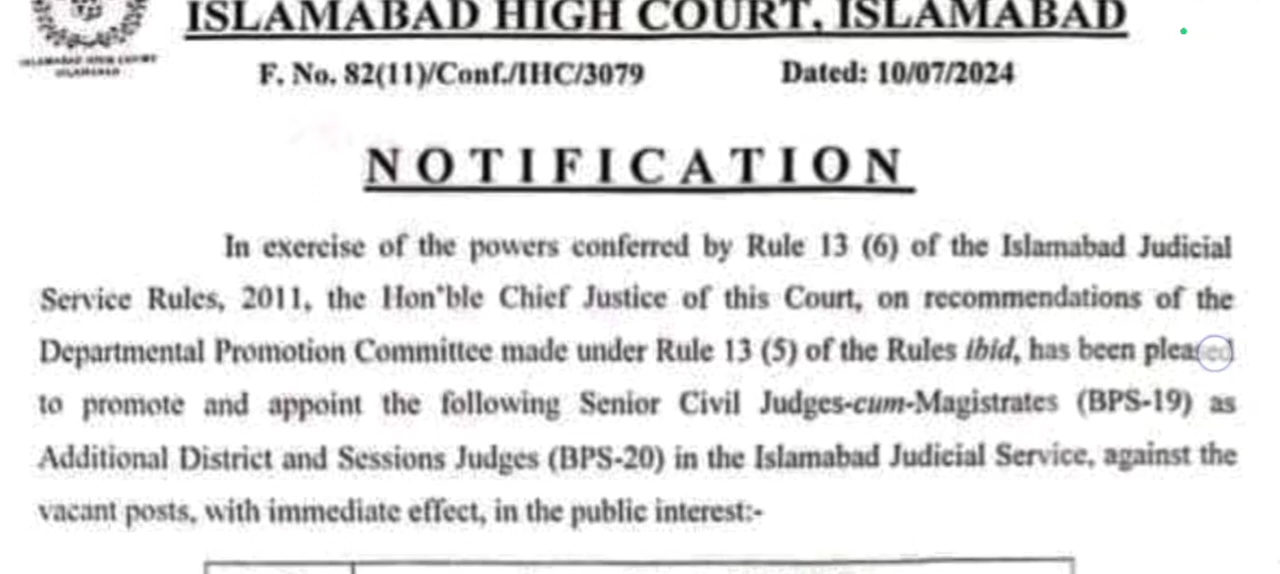 ISLAMABAD HIGH COURT, ISLAMABAD
ISLAMABAD HIGH COURT
ISLAMABAD
F. No. 82(11)/Conf./IHC/3079 Dated: 10/07/2024
NOTIFICATION
In exercise of the powers conferred by Rule 13 (6) of the Islamabad Judicial
Service Rules, 2011, the Hon'ble Chief Justice of this Court, on recommendations of the
Departmental Promotion Committee made under Rule 13 (5) of the Rules ibid, has been pleased
to promote and appoint the following Senior Civil Judges-cum-Magistrates (BPS-19) as
Additional District and Sessions Judges (BPS-20) in the Islamabad Judicial Service, against the
vacant posts, with immediate effect, in the public interest:-